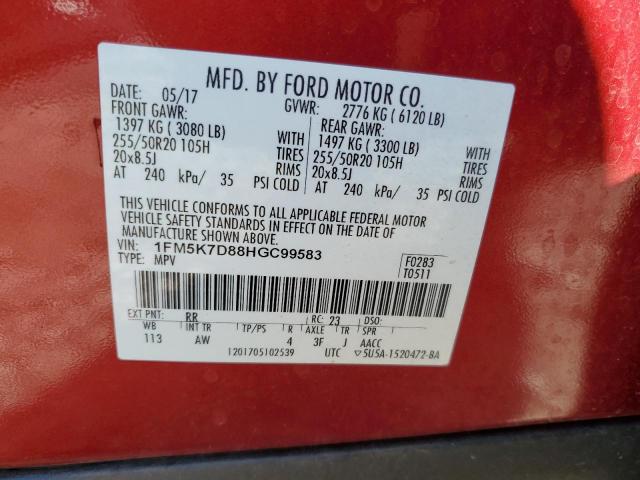 MFD. BY FORD MOTOR CO.
DATE: 05/17 GVWR: 2776 KG ( 6120 LB)
FRONT GAWR: REAR GAWR:
1397 KG ( 3080 LB) WITH 1497 KG ( 3300 LB) WITH
255/50R20 105H TIRES 255/50R20 105H TIRES
20x8.5J RIMS 20x8.5J RIMS
AT 240 kPa/ 35 PSI COLD AT 240 kPa/ 35 PSI COLD
THIS VEHICLE CONFORMS TO ALL APPLICABLE FEDERAL MOTOR
VEHICLE SAFETY STANDARDS IN EFFECT ON THE DATE OF
MANUFACTURE SHOWN ABOVE.
VIN: 1FM5K7D88HGC99583
TYPE: MPV
F0283
T0511
EXT PNT: RR RC: 23 DSO:
WB INT TR TP/PS R AXLE TR SPR
113 AW 4 3F J AACC
1201705102539 UTC ▽5U5A-1520472-BA